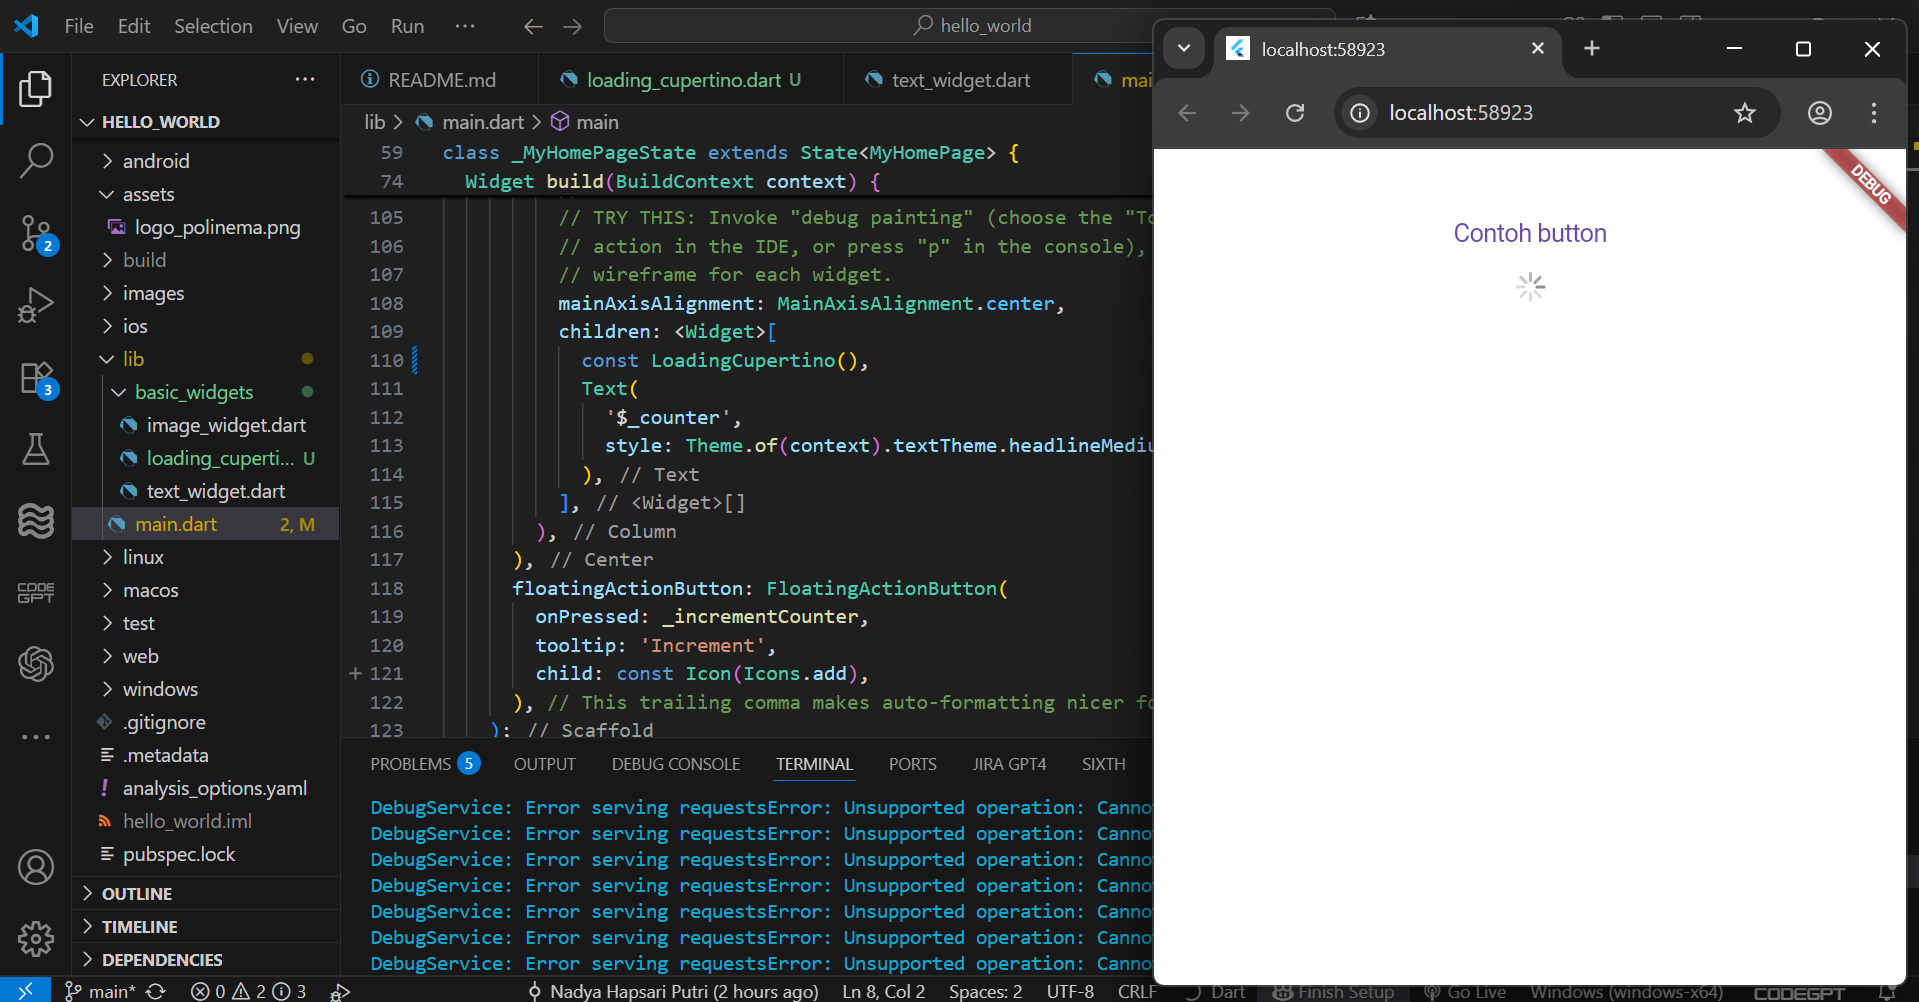 File Edit Selection View Go Run ···
hello_world
EXPLORER
HELLO_WORLD
android
assets
logo_polinema.png
build
images
ios
lib
basic_widgets
image_widget.dart
loading_cuperti... U
text_widget.dart
main.dart 2, M
linux
macos
test
web
windows
.gitignore
.metadata
analysis_options.yaml
hello_world.iml
pubspec.lock
OUTLINE
TIMELINE
DEPENDENCIES
2
3
CODE
GPT
README.md
loading_cupertino.dart U
text_widget.dart
lib > main.dart > main
59 class _MyHomePageState extends State<MyHomePage> {
74 Widget build(BuildContext context) {
105 // TRY THIS: Invoke "debug painting" (choose the
106 // action in the IDE, or press "p" in the console),
107 // wireframe for each widget.
108 mainAxisAlignment: MainAxisAlignment.center,
109 children: <Widget>[
110 const LoadingCupertino(),
111 Text(
112 '$_counter',
113 style: Theme.of(context).textTheme.headlineMediu
114 ), // Text
115 ], // <Widget>[]
116 ), // Column
117 ), // Center
118 floatingActionButton: FloatingActionButton(
119 onPressed: _incrementCounter,
120 tooltip: 'Increment',
121 child: const Icon(Icons.add),
122 ), // This trailing comma makes auto-formatting nicer
123 ); // Scaffold
PROBLEMS 5 OUTPUT DEBUG CONSOLE TERMINAL PORTS JIRA GPT4 SIXTH
DebugService: Error serving requestsError: Unsupported operation: Canno
DebugService: Error serving requestsError: Unsupported operation: Canno
DebugService: Error serving requestsError: Unsupported operation: Canno
DebugService: Error serving requestsError: Unsupported operation: Canno
DebugService: Error serving requestsError: Unsupported operation: Canno
DebugService: Error serving requestsError: Unsupported operation: Canno
DebugService: Error serving requestsError: Unsupported operation: Canno
main* 0 2 3 Nadya Hapsari Putri (2 hours ago) Ln 8, Col 2 Spaces: 2 UTF-8 CRLF Dart Finish Setup Go Live Windows (windows-x64) CODEGPT
localhost:58923
localhost:58923
DEBUG
Contoh button